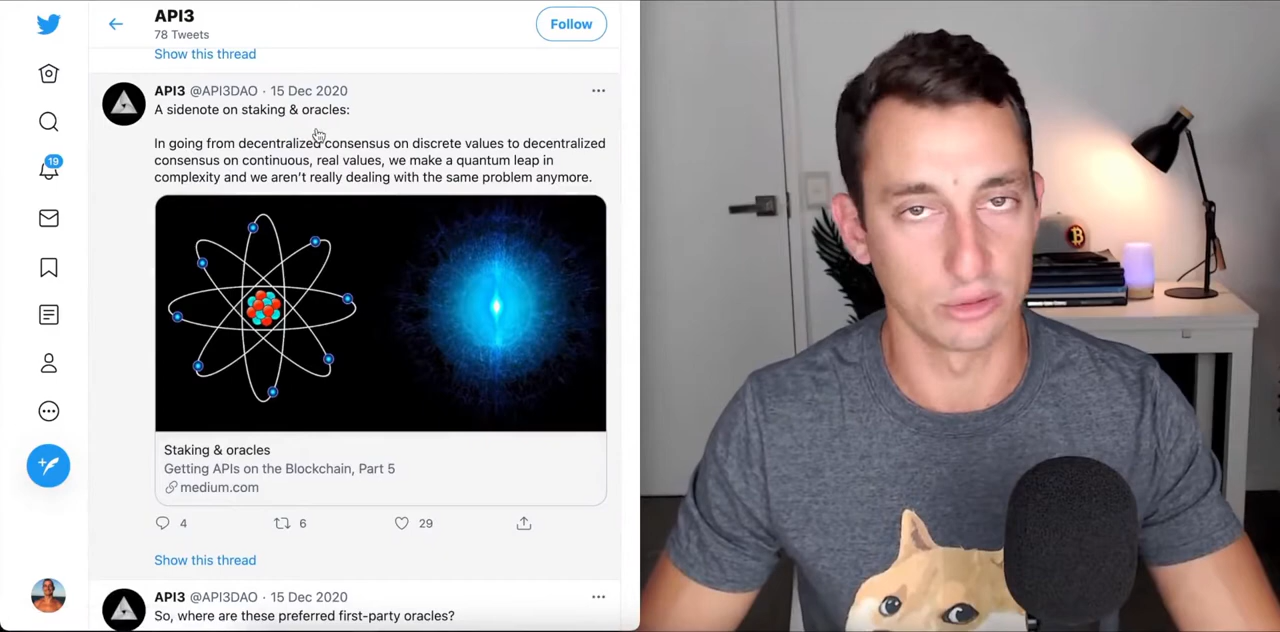 API3
78 Tweets
Follow
Show this thread
API3 @API3DAO · 15 Dec 2020
A sidenote on staking & oracles:
In going from decentralized consensus on discrete values to decentralized
consensus on continuous, real values, we make a quantum leap in
complexity and we aren't really dealing with the same problem anymore.
Staking & oracles
Getting APIs on the Blockchain, Part 5
medium.com
4
6
29
Show this thread
API3 @API3DAO · 15 Dec 2020
So, where are these preferred first-party oracles?
19